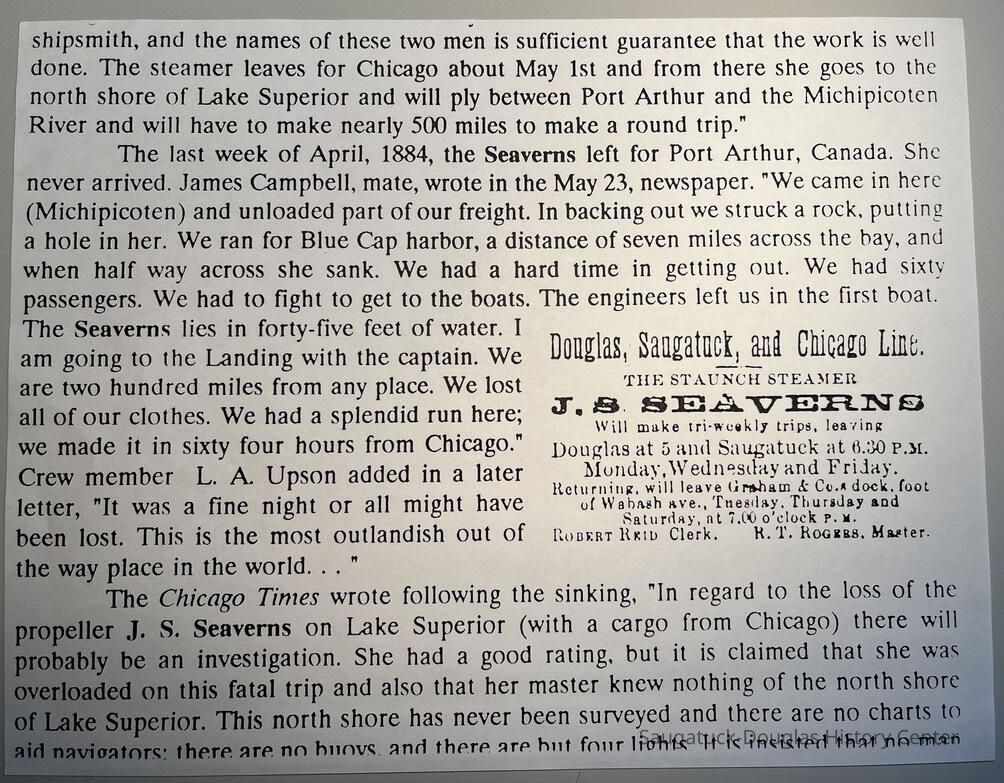 shipsmith, and the names of these two men is sufficient guarantee that the work is well
done. The steamer leaves for Chicago about May 1st and from there she goes to the
north shore of Lake Superior and will ply between Port Arthur and the Michipicoten
River and will have to make nearly 500 miles to make a round trip."
The last week of April, 1884, the Seaverns left for Port Arthur, Canada. She
never arrived. James Campbell, mate, wrote in the May 23, newspaper. "We came in here
(Michipicoten) and unloaded part of our freight. In backing out we struck a rock, putting
a hole in her. We ran for Blue Cap harbor, a distance of seven miles across the bay, and
when half way across she sank. We had a hard time in getting out. We had sixty
passengers. We had to fight to get to the boats. The engineers left us in the first boat.
The Seaverns lies in forty-five feet of water. I
am going to the Landing with the captain. We
are two hundred miles from any place. We lost
all of our clothes. We had a splendid run here;
we made it in sixty four hours from Chicago."
Crew member L. A. Upson added in a later
letter, "It was a fine night or all might have
been lost. This is the most outlandish out of
the way place in the world. . . "
Douglas, Saugatuck, and Chicago Line.
THE STAUNCH STEAMER
J. S. SEAVERNS
Will make tri-weekly trips, leaving
Douglas at 5 and Saugatuck at 6.30 P.M.
Monday, Wednesday and Friday.
Returning, will leave Graham & Co.s dock, foot
of Wabash ave., Tuesday, Thursday and
Saturday, at 7.00 o'clock P. M.
ROBERT REID Clerk. R. T. ROGERS, Master.
The Chicago Times wrote following the sinking, "In regard to the loss of the
propeller J. S. Seaverns on Lake Superior (with a cargo from Chicago) there will
probably be an investigation. She had a good rating, but it is claimed that she was
overloaded on this fatal trip and also that her master knew nothing of the north shore
of Lake Superior. This north shore has never been surveyed and there are no charts to
aid navigators; there are no buoys, and there are but four lights. It is insisted that no man
Saugatuck-Douglas History Center